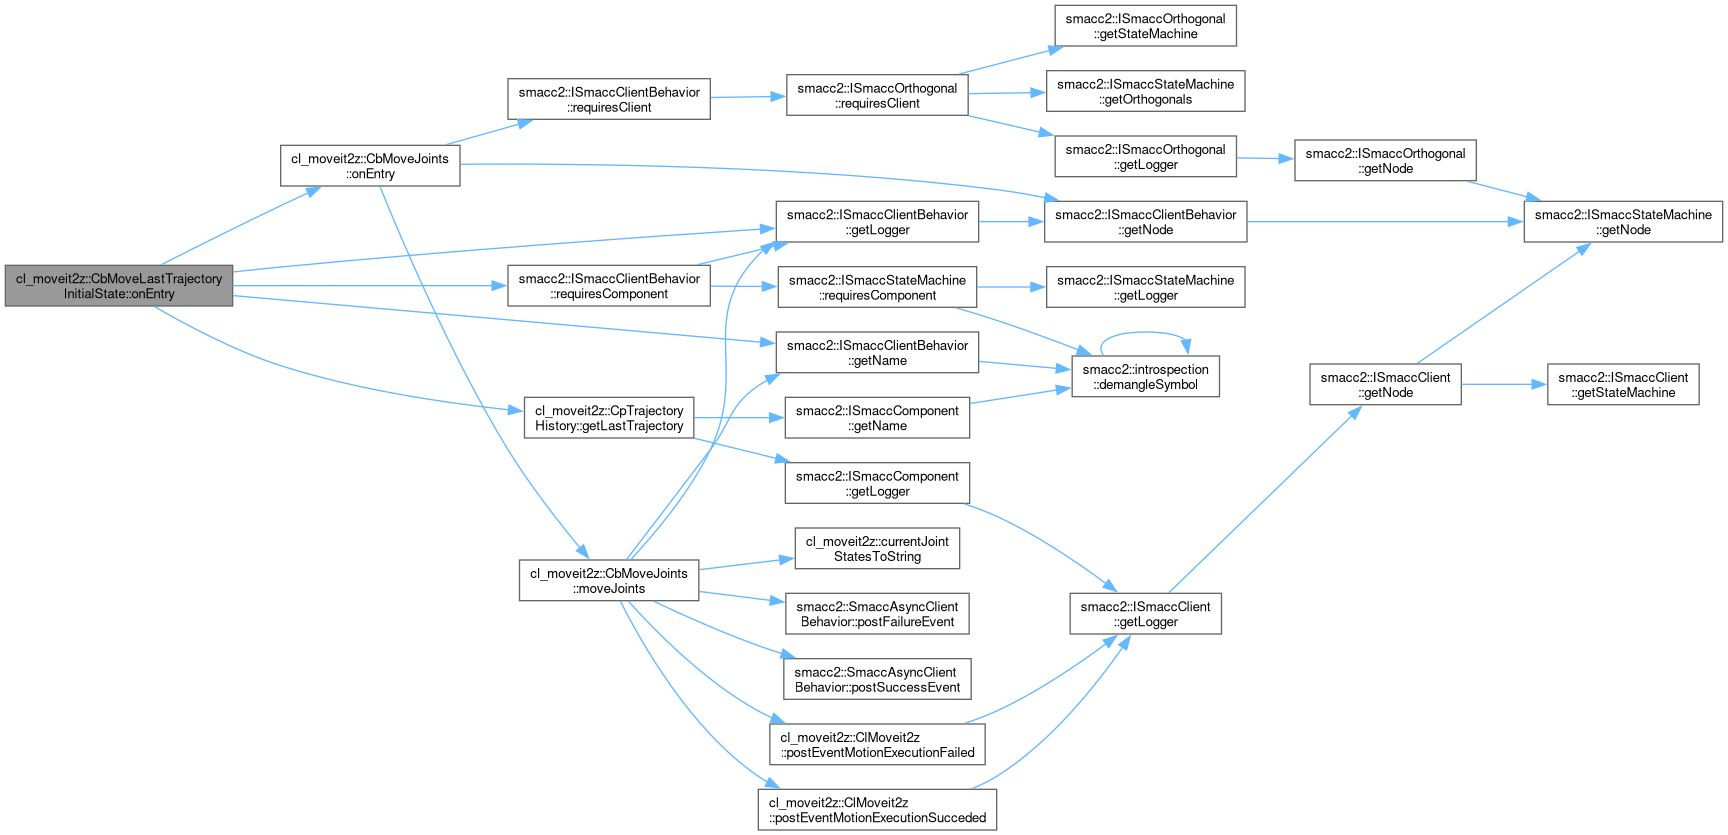 smacc2::ISmaccOrthogonal
::getStateMachine
smacc2::ISmaccClientBehavior
::requiresClient
smacc2::ISmaccOrthogonal
::requiresClient
smacc2::ISmaccStateMachine
::getOrthogonals
smacc2::ISmaccOrthogonal
::getLogger
smacc2::ISmaccOrthogonal
::getNode
cl_moveit2z::CbMoveJoints
::onEntry
smacc2::ISmaccClientBehavior
::getLogger
smacc2::ISmaccClientBehavior
::getNode
smacc2::ISmaccStateMachine
::getNode
cl_moveit2z::CbMoveLastTrajectory
InitialState::onEntry
smacc2::ISmaccClientBehavior
::requiresComponent
smacc2::ISmaccStateMachine
::requiresComponent
smacc2::ISmaccStateMachine
::getLogger
smacc2::ISmaccClientBehavior
::getName
smacc2::introspection
::demangleSymbol
smacc2::ISmaccClient
::getNode
smacc2::ISmaccClient
::getStateMachine
cl_moveit2z::CpTrajectory
History::getLastTrajectory
smacc2::ISmaccComponent
::getName
smacc2::ISmaccComponent
::getLogger
cl_moveit2z::currentJoint
StatesToString
cl_moveit2z::CbMoveJoints
::moveJoints
smacc2::SmaccAsyncClient
Behavior::postFailureEvent
smacc2::ISmaccClient
::getLogger
smacc2::SmaccAsyncClient
Behavior::postSuccessEvent
cl_moveit2z::ClMoveit2z
::postEventMotionExecutionFailed
cl_moveit2z::ClMoveit2z
::postEventMotionExecutionSucceded